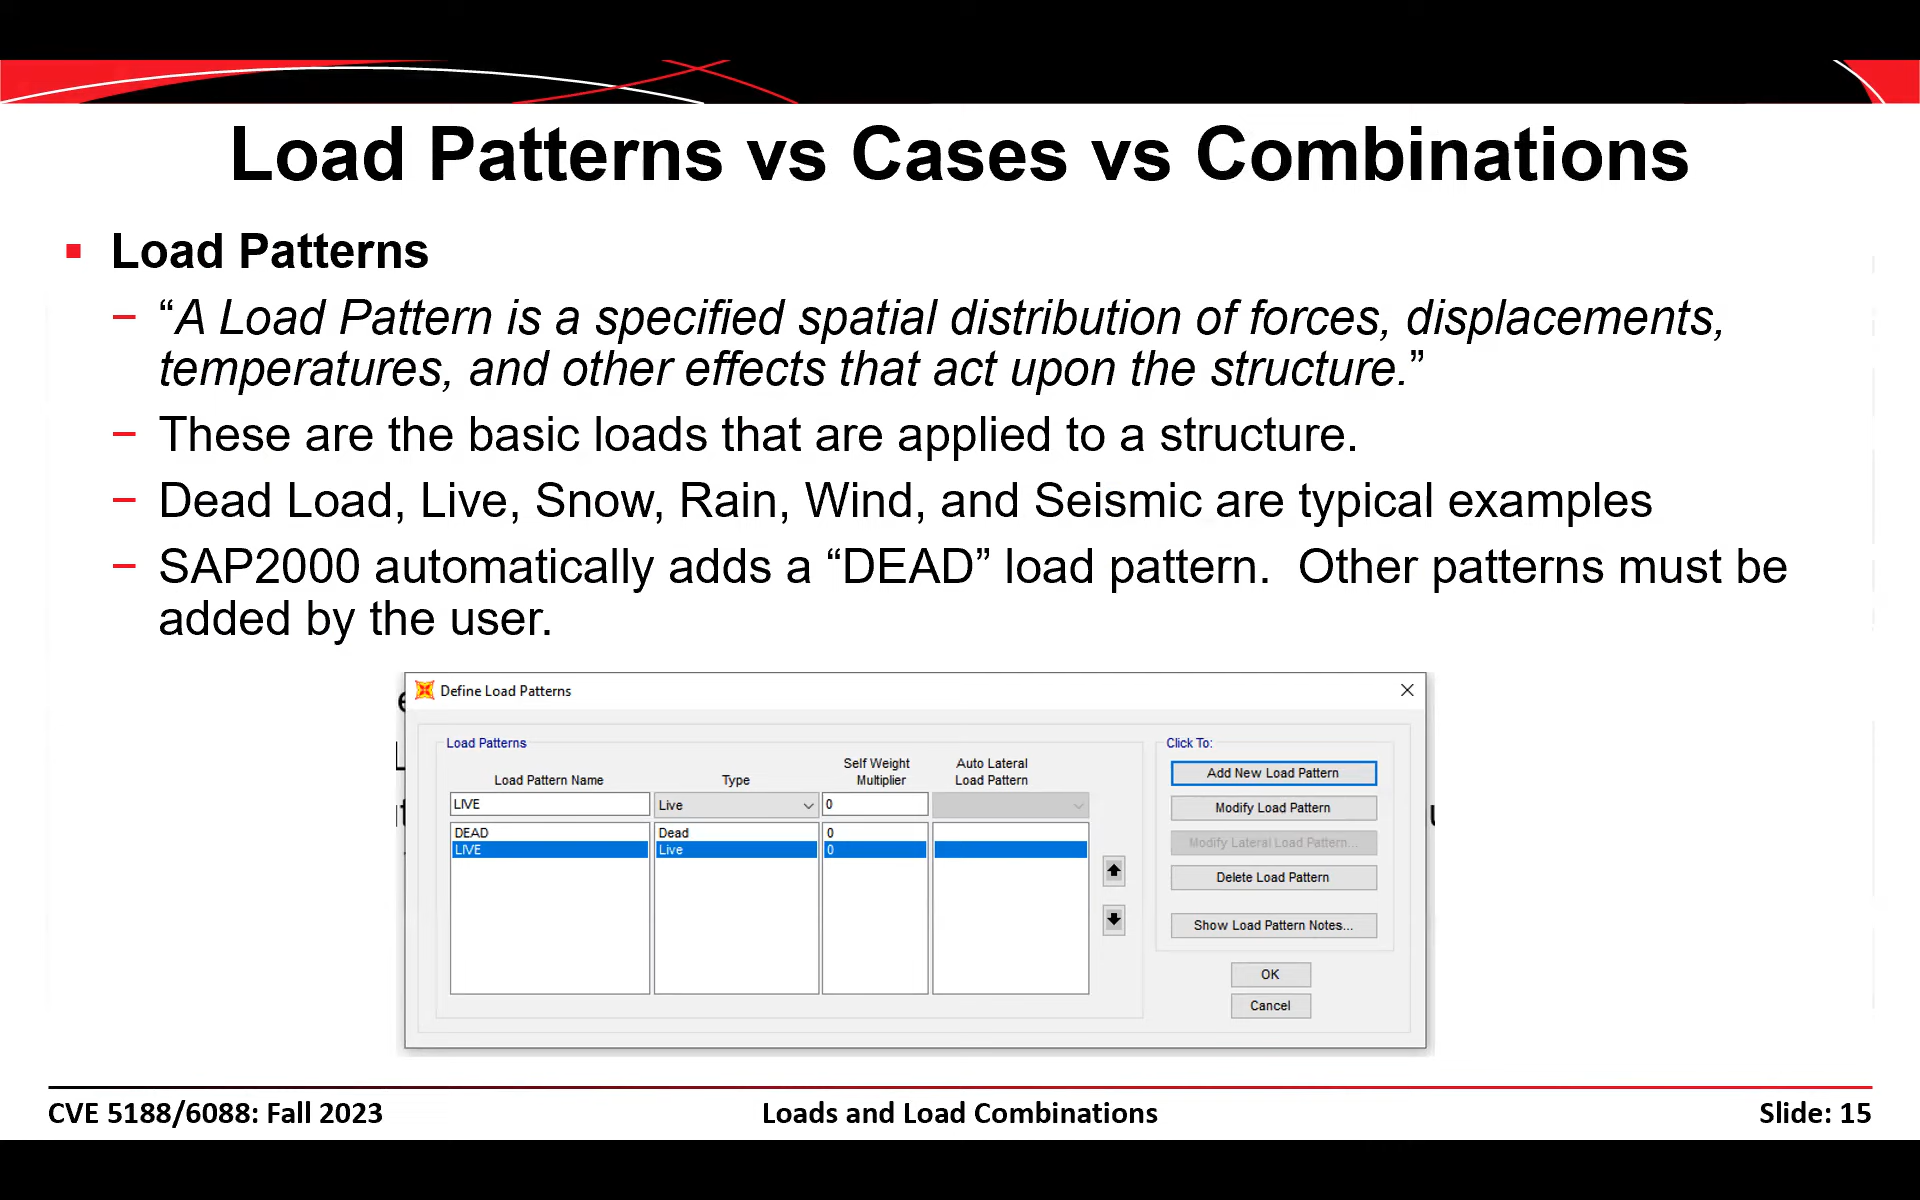 Load Patterns vs Cases vs Combinations
Load Patterns
“A Load Pattern is a specified spatial distribution of forces, displacements,
temperatures, and other effects that act upon the structure.”
These are the basic loads that are applied to a structure.
Dead Load, Live, Snow, Rain, Wind, and Seismic are typical examples
SAP2000 automatically adds a “DEAD” load pattern.  Other patterns must be
added by the user.
Define Load Patterns
Load Patterns
Load Pattern Name
Type
Self Weight
Multiplier
Auto Lateral
Load Pattern
LIVE
Live
0
DEAD
Dead
0
LIVE
Live
0
Click To:
Add New Load Pattern
Modify Load Pattern
Modify Lateral Load Pattern...
Delete Load Pattern
Show Load Pattern Notes...
OK
Cancel
CVE 5188/6088: Fall 2023
Loads and Load Combinations
Slide: 15